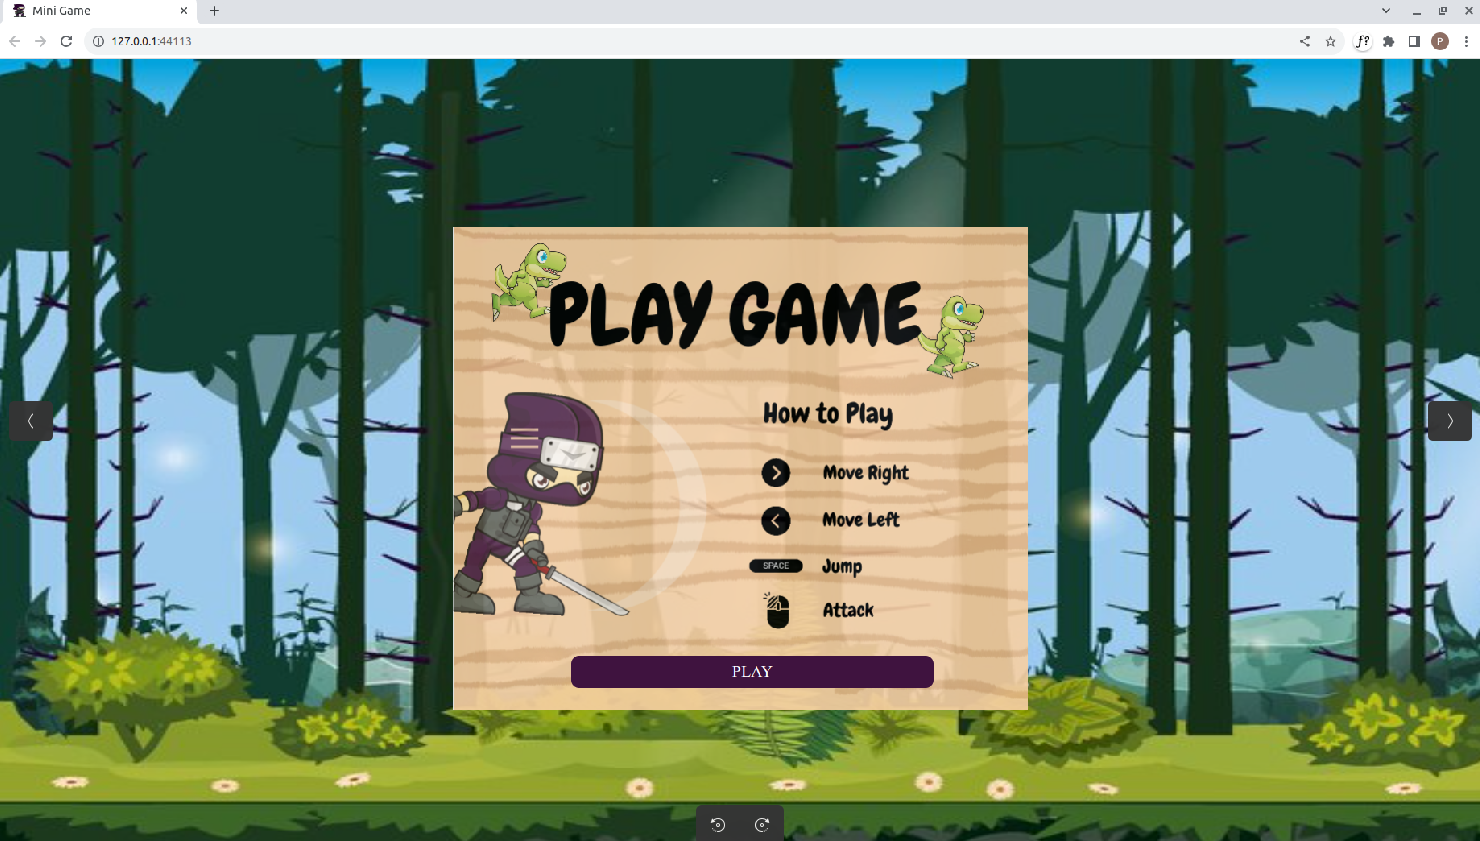 Mini Game
127.0.0.1:44113
f?
P
PLAY GAME
How to Play
Move Right
Move Left
SPACE Jump
Attack
PLAY